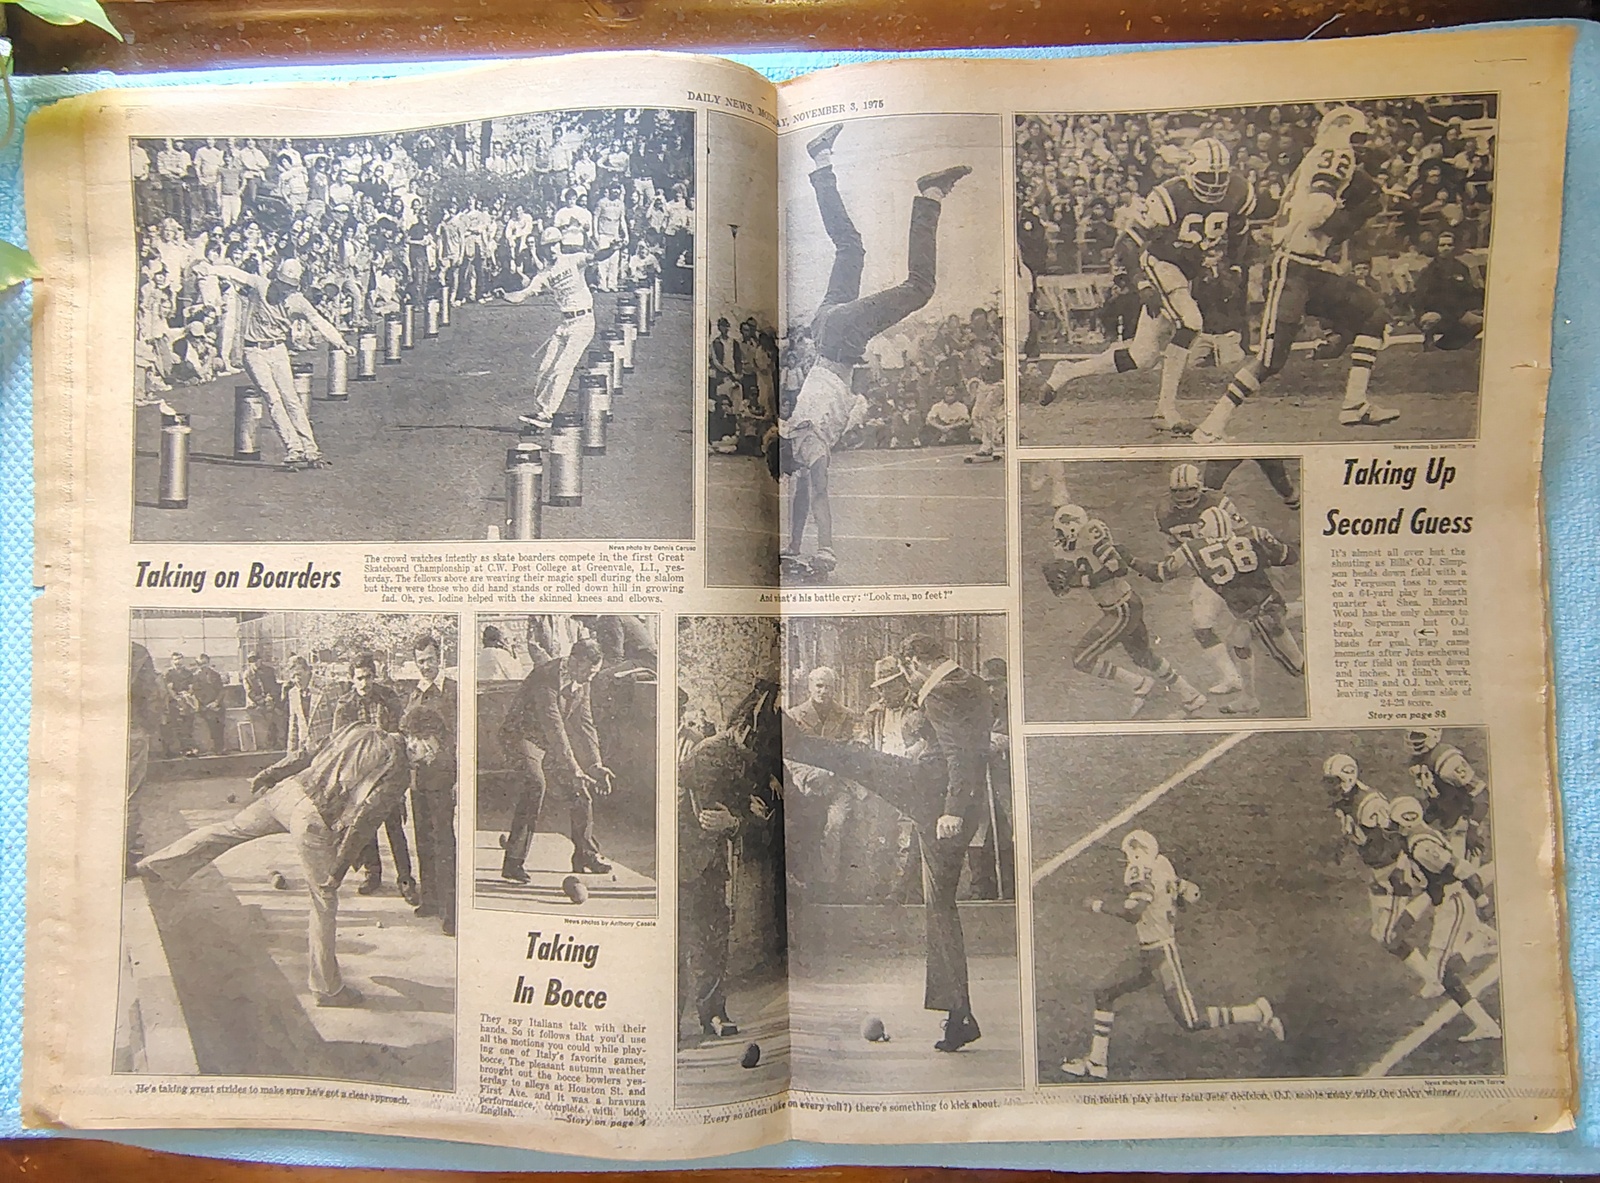 DAILY NEWS, MONDAY, NOVEMBER 3, 1975
News photo by Dennis Caruso
Taking on Boarders
The crowd watches intently as skate boarders compete in the first Great
Skateboard Championship at C.W. Post College at Greenvale, L.I., yes-
terday. The fellows above are weaving their magic spell during the slalom
but there were those who did hand stands or rolled down hill in growing
fad. Oh, yes. Iodine helped with the skinned knees and elbows.
And what's his battle cry: "Look ma, no feet!"
He's taking great strides to make sure he's got a clear approach.
News photos by Anthony Casale
Taking
In Bocce
They say Italians talk with their
hands. So it follows that you'd use
all the motions you could while play-
ing one of Italy's favorite games,
bocce. The pleasant autumn weather
brought out the bocce bowlers yes-
terday to alleys at Houston St. and
First Ave. and it was a bravura
performance, complete with body
English.
—Story on page 4
Every so often (like on every roll?) there's something to kick about.
32
68
News photo by Keith Torrie
Taking Up
Second Guess
It's almost all over but the
shouting as Bills' O.J. Simp-
son heads down field with a
Joe Ferguson toss to score
on a 64-yard play in fourth
quarter at Shea. Richard
Wood has the only chance to
stop Superman but O.J.
breaks away (←) and
heads for goal. Play came
moments after Jets eschewed
try for field on fourth down
and inches. It didn't work.
The Bills and O.J. took over,
leaving Jets on down side of
24-23 score.
Story on page 98
58
32
News photo by Keith Torrie
On fourth play after fatal Jets' decision, O.J. scoots away with the winner.